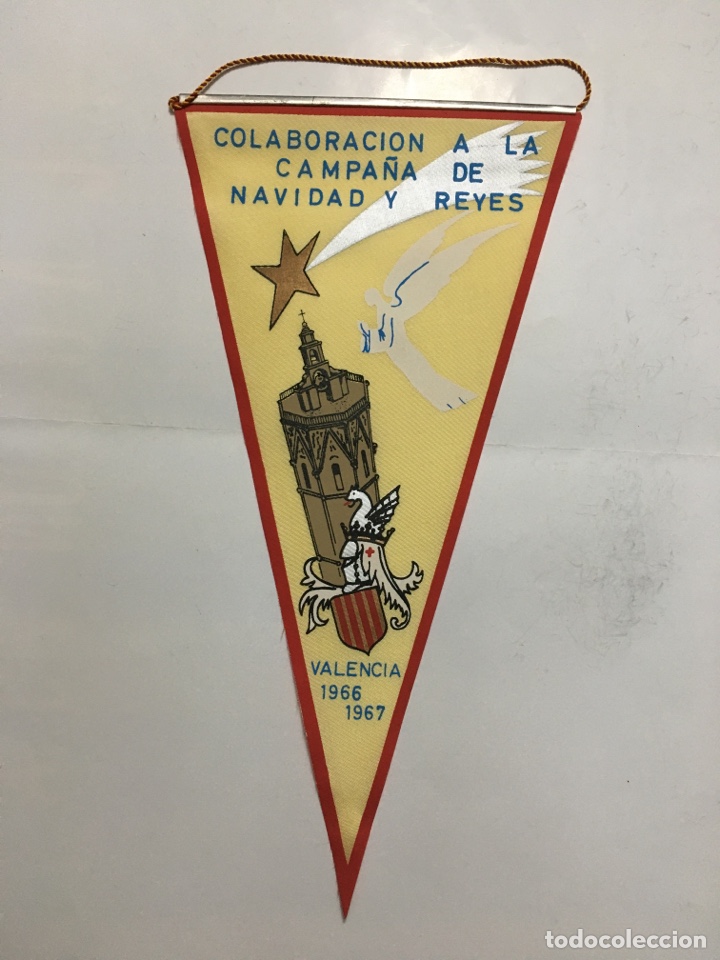 COLABORACION A LA
CAMPAÑA DE
NAVIDAD Y REYES
VALENCIA
1966
1967
todocoleccion